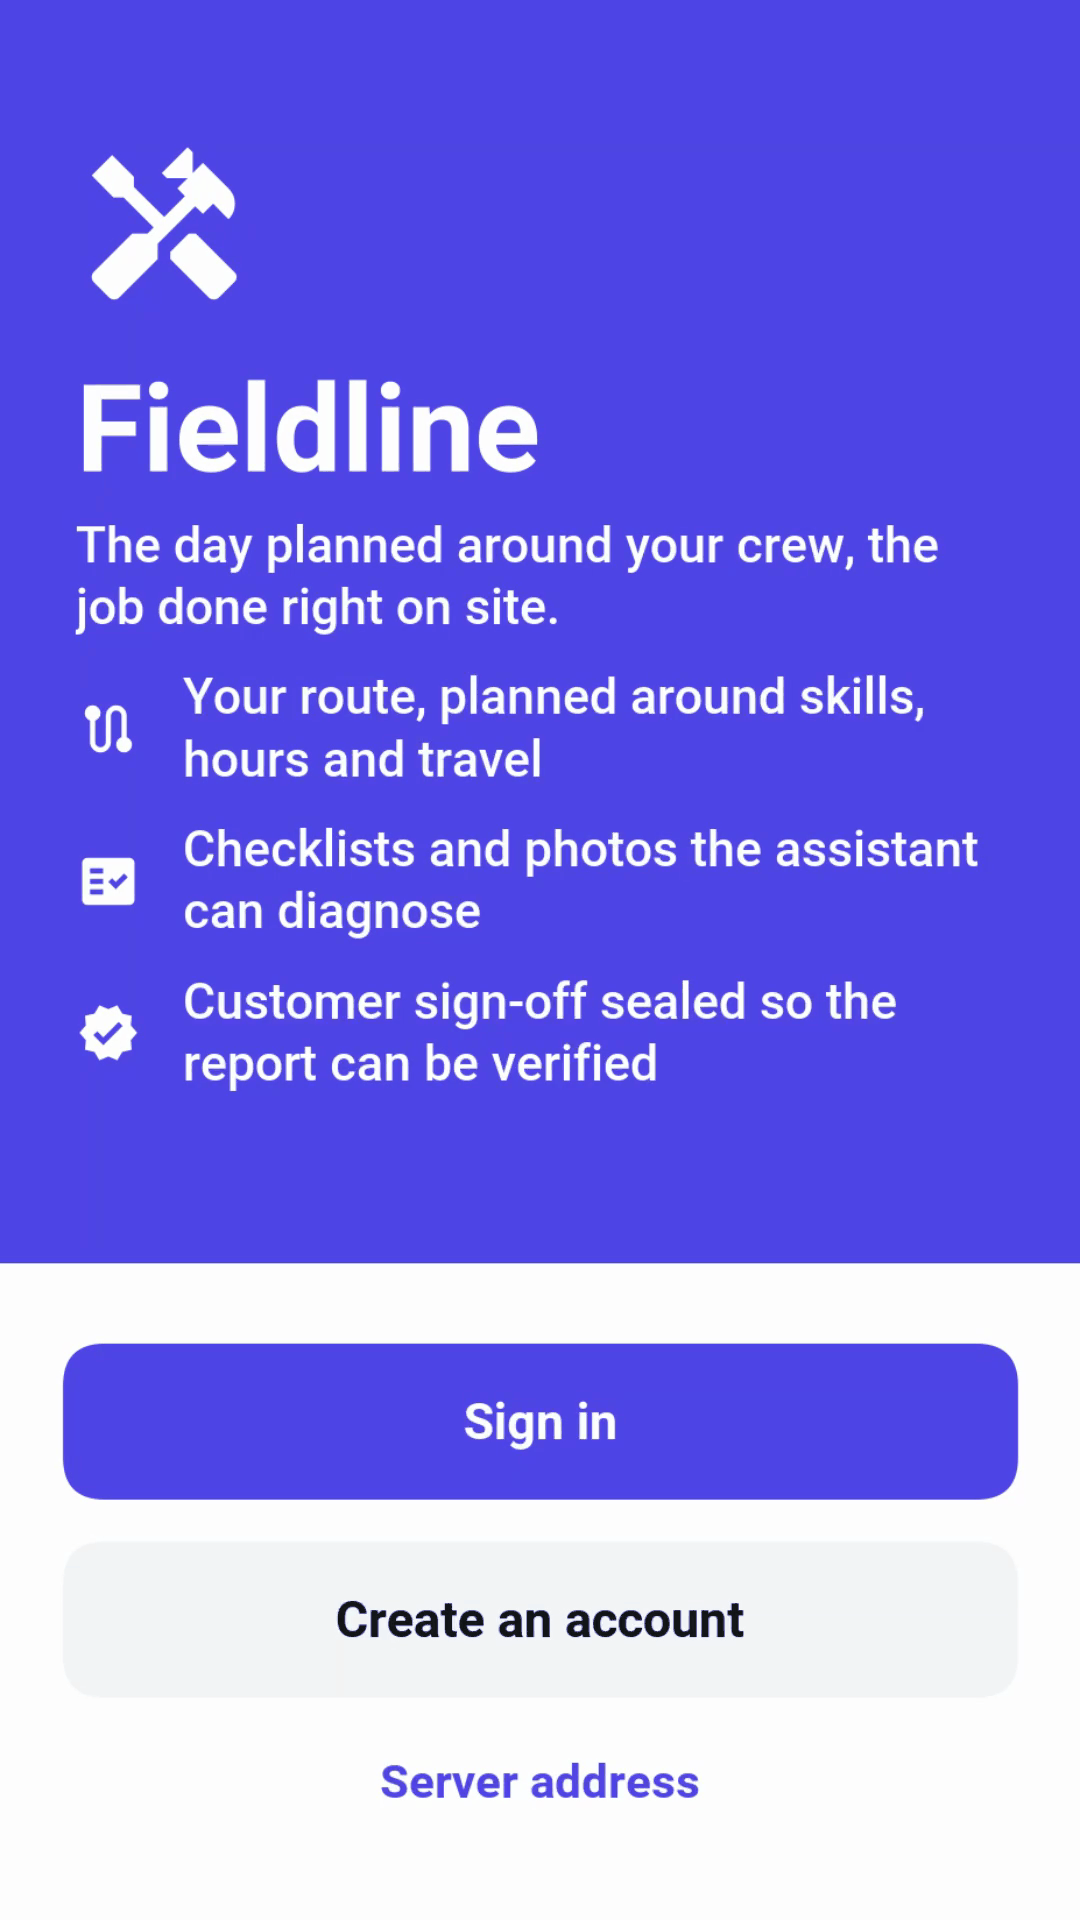 Fieldline
The day planned around your crew, the
job done right on site.
Your route, planned around skills,
hours and travel
Checklists and photos the assistant
can diagnose
Customer sign-off sealed so the
report can be verified
Sign in
Create an account
Server address